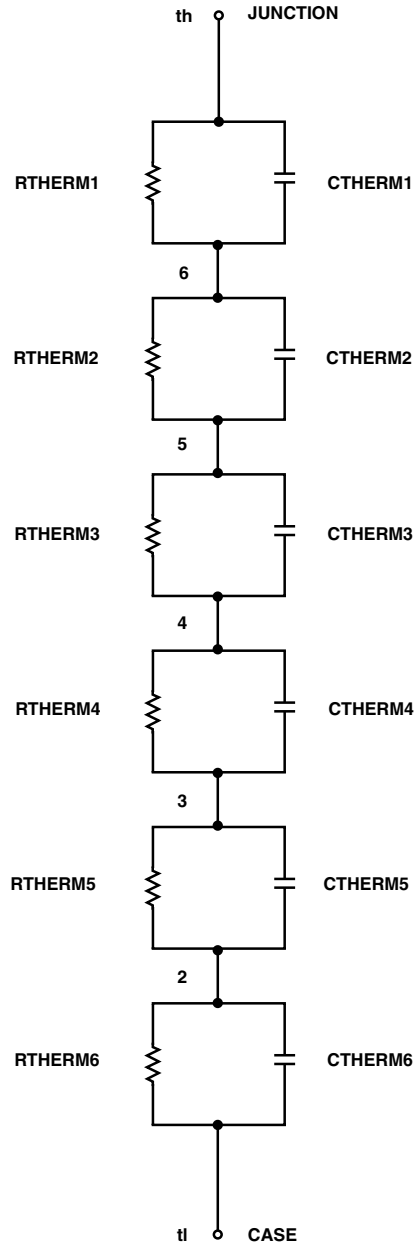 th JUNCTION
RTHERM1 CTHERM1
6
RTHERM2 CTHERM2
5
RTHERM3 CTHERM3
4
RTHERM4 CTHERM4
3
RTHERM5 CTHERM5
2
RTHERM6 CTHERM6
tl CASE